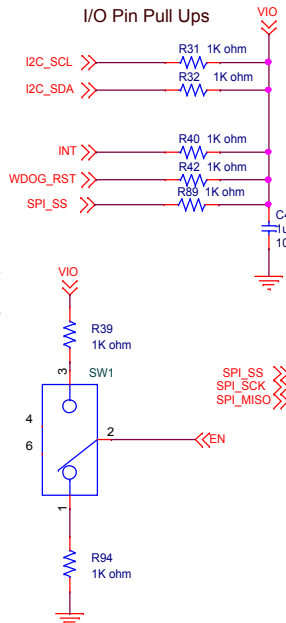 I/O Pin Pull Ups
VIO
I2C_SCL
R31 1K ohm
I2C_SDA
R32 1K ohm
INT
R40 1K ohm
WDOG_RST
R42 1K ohm
SPI_SS
R89 1K ohm
VIO
R39
1K ohm
3
SW1
4
6
2
EN
SPI_SS
SPI_SCK
SPI_MISO
1
R94
1K ohm